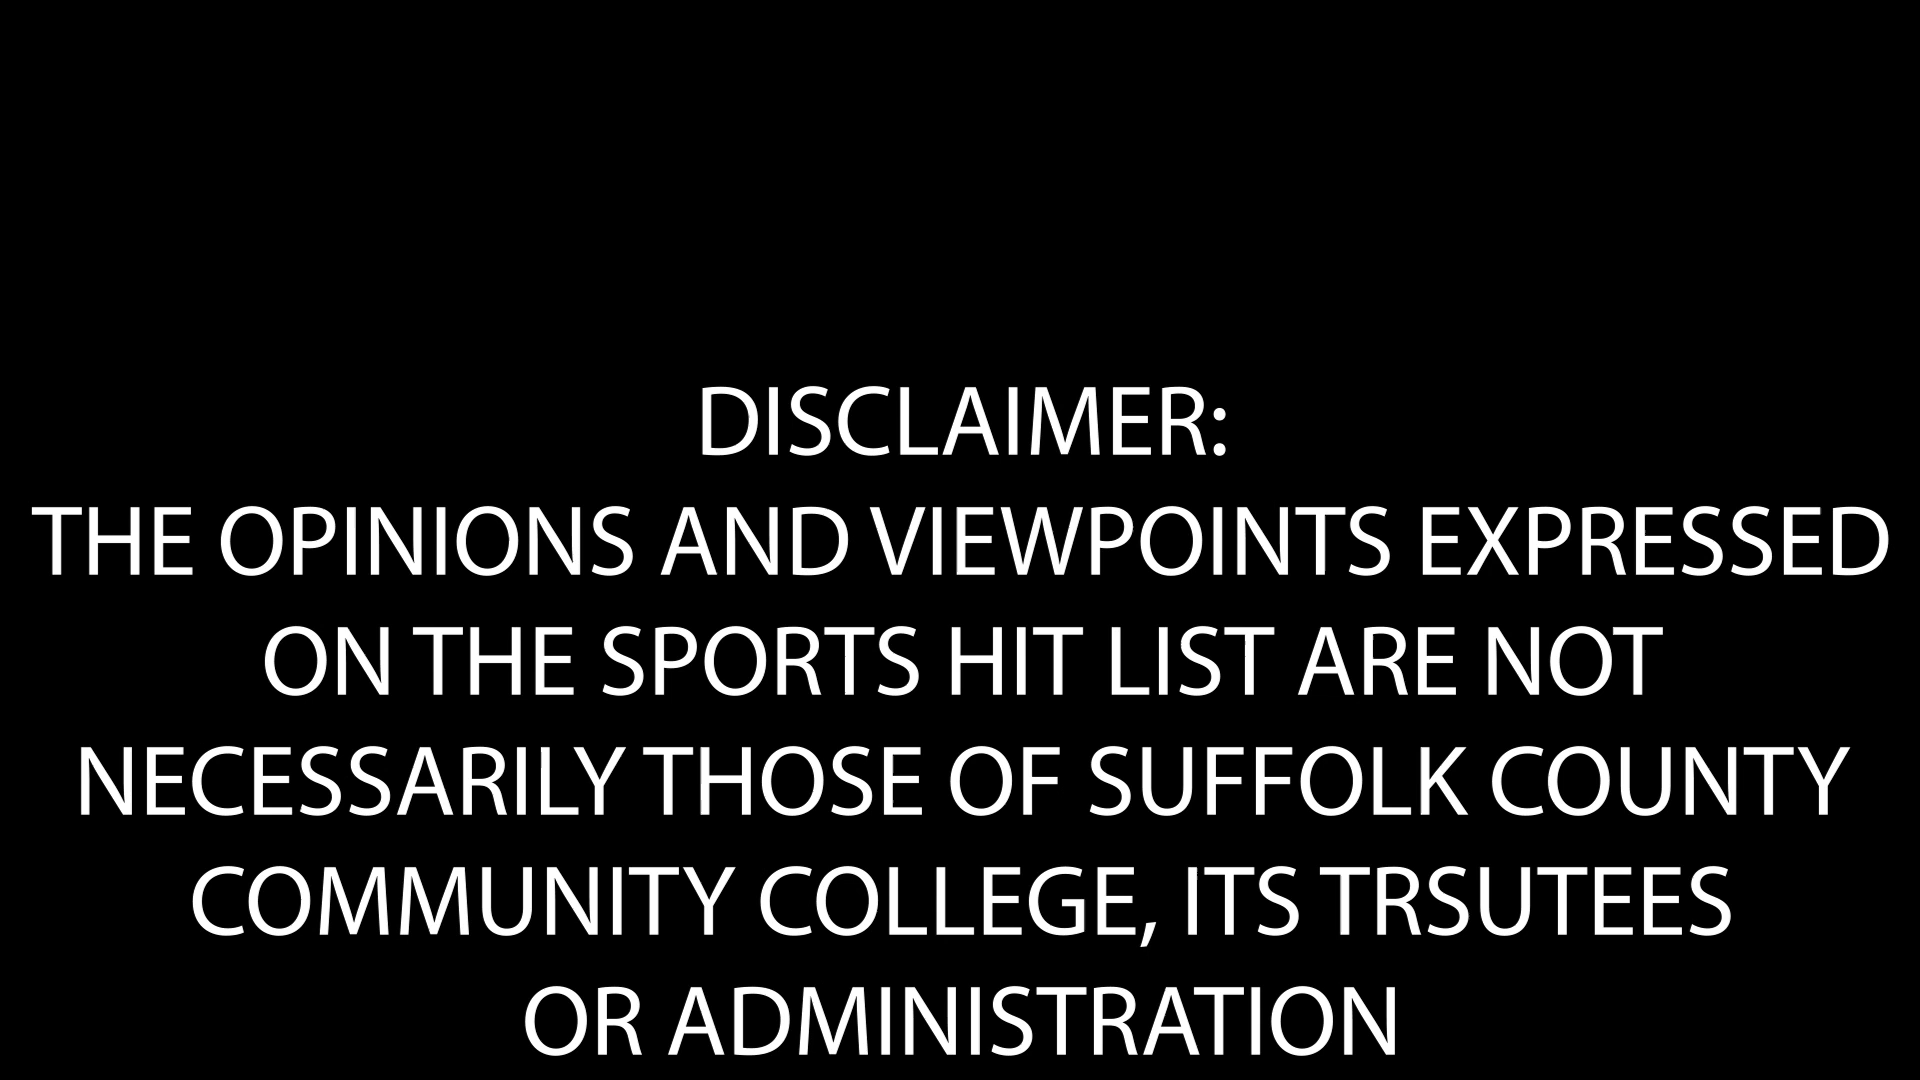 DISCLAIMER:
THE OPINIONS AND VIEWPOINTS EXPRESSED
ON THE SPORTS HIT LIST ARE NOT
NECESSARILY THOSE OF SUFFOLK COUNTY
COMMUNITY COLLEGE, ITS TRSUTEES
OR ADMINISTRATION